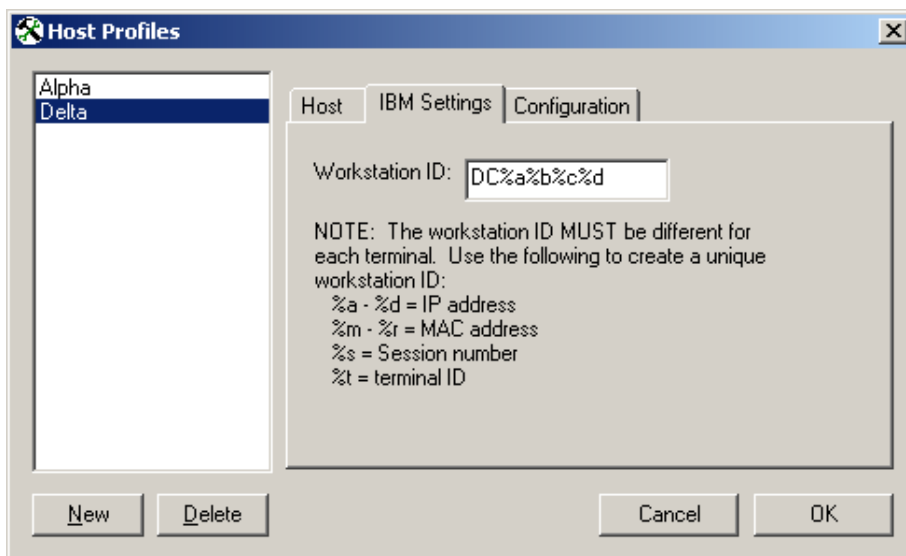 Host Profiles
Alpha
Delta
Host
IBM Settings
Configuration
Workstation ID: DC%a%b%c%d
NOTE: The workstation ID MUST be different for
each terminal. Use the following to create a unique
workstation ID:
%a - %d = IP address
%m - %r = MAC address
%s = Session number
%t = terminal ID
New
Delete
Cancel
OK